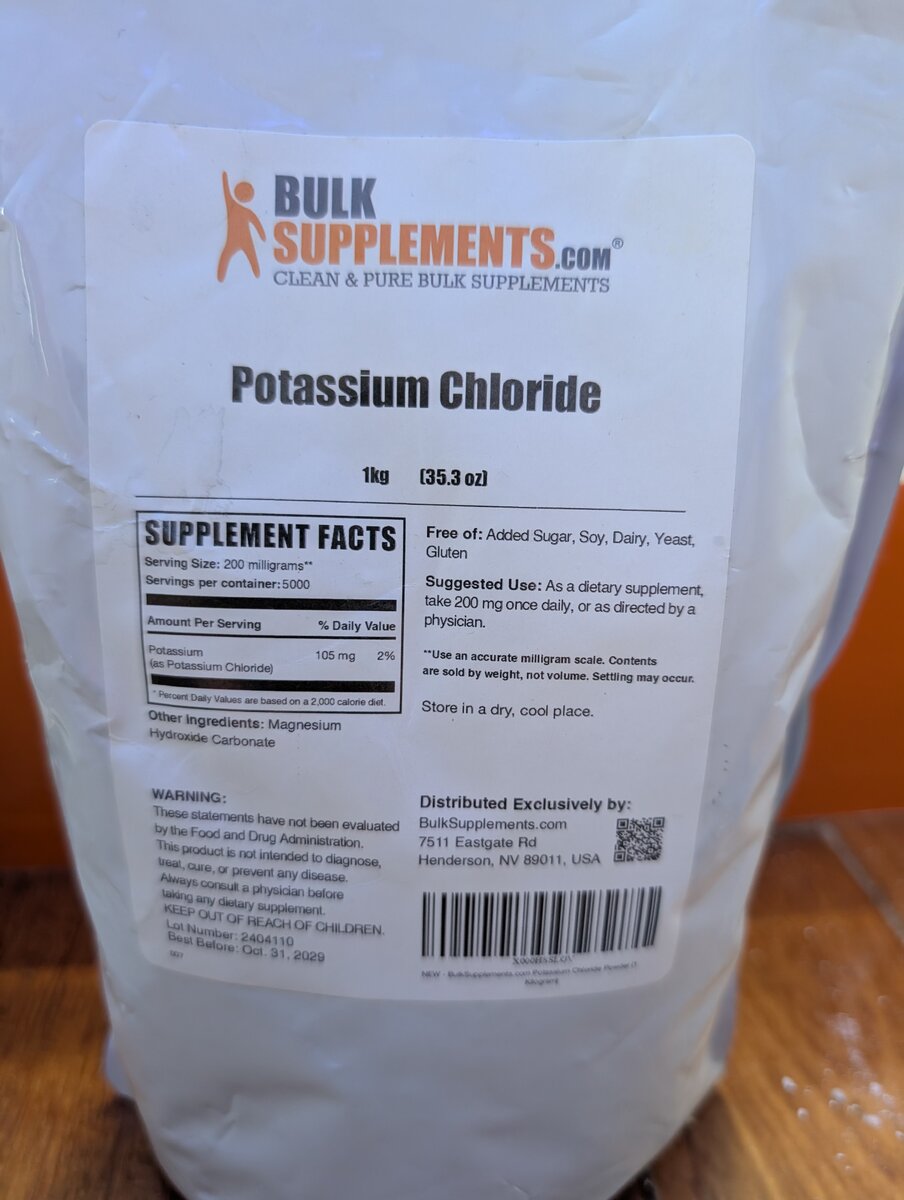 BULK
SUPPLEMENTS.COM®
CLEAN & PURE BULK SUPPLEMENTS
Potassium Chloride
1kg (35.3 oz)
SUPPLEMENT FACTS
Serving Size: 200 milligrams**
Servings per container: 5000
Amount Per Serving % Daily Value
Potassium 105 mg 2%
(as Potassium Chloride)
* Percent Daily Values are based on a 2,000 calorie diet.
Other Ingredients: Magnesium
Hydroxide Carbonate
Free of: Added Sugar, Soy, Dairy, Yeast,
Gluten
Suggested Use: As a dietary supplement,
take 200 mg once daily, or as directed by a
physician.
**Use an accurate milligram scale. Contents
are sold by weight, not volume. Settling may occur.
Store in a dry, cool place.
WARNING:
These statements have not been evaluated
by the Food and Drug Administration.
This product is not intended to diagnose,
treat, cure, or prevent any disease.
Always consult a physician before
taking any dietary supplement.
KEEP OUT OF REACH OF CHILDREN.
Lot Number: 2404110
Best Before: Oct. 31, 2029
Distributed Exclusively by:
BulkSupplements.com
7511 Eastgate Rd
Henderson, NV 89011, USA
NEW - BulkSupplements.com Potassium Chloride Powder (1
Kilogram)